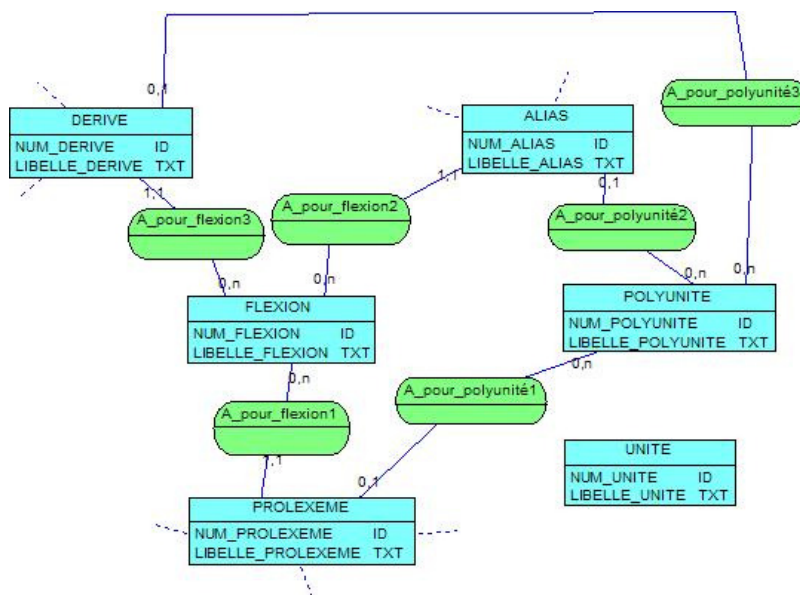 A_pour_polyunité3
0,1
DERIVE
NUM_DERIVE ID
LIBELLE_DERIVE TXT
ALIAS
NUM_ALIAS ID
LIBELLE_ALIAS TXT
1,1
1,1
0,1
A_pour_flexion3
A_pour_flexion2
A_pour_polyunité2
0,n
0,n
0,n
0,n
FLEXION
NUM_FLEXION ID
LIBELLE_FLEXION TXT
POLYUNITE
NUM_POLYUNITE ID
LIBELLE_POLYUNITE TXT
0,n
0,n
A_pour_flexion1
A_pour_polyunité1
1,1
0,1
UNITE
NUM_UNITE ID
LIBELLE_UNITE TXT
PROLEXEME
NUM_PROLEXEME ID
LIBELLE_PROLEXEME TXT